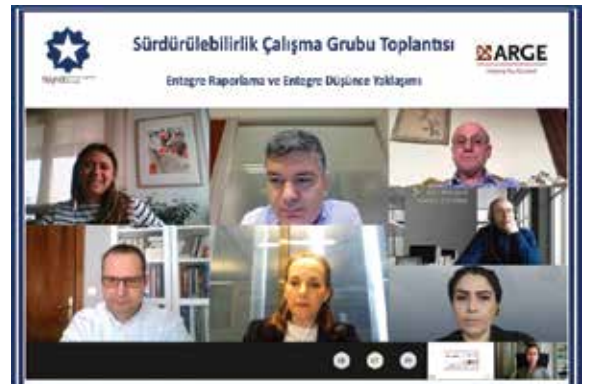 Sürdürülebilirlik Çalışma Grubu Toplantısı
ARGE
Entegre Raporlama ve Entegre Düşünce Yaklaşımı